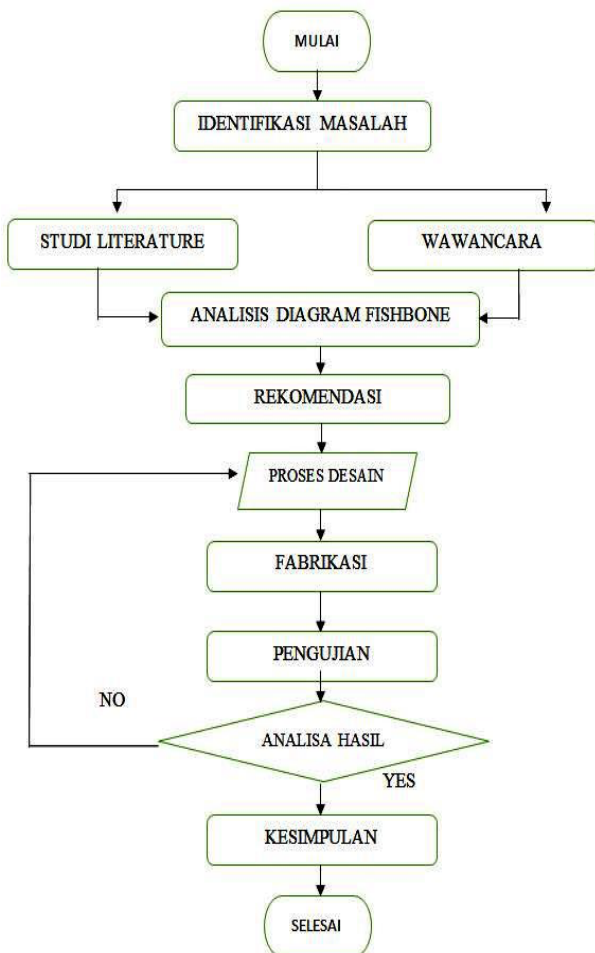 MULAI
IDENTIFIKASI MASALAH
STUDI LITERATURE
WAWANCARA
ANALISIS DIAGRAM FISHBONE
REKOMENDASI
PROSES DESAIN
FABRIKASI
PENGUJIAN
NO
ANALISA HASIL
YES
KESIMPULAN
SELESAI